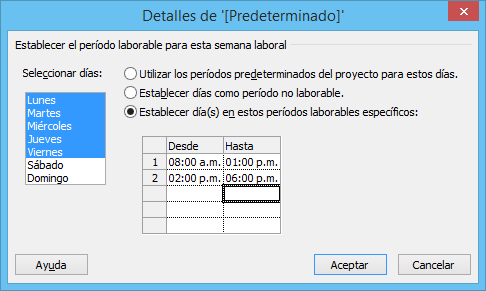 Detalles de '[Predeterminado]'
Establecer el período laborable para esta semana laboral
Seleccionar días:
Utilizar los períodos predeterminados del proyecto para estos días.
Establecer días como período no laborable.
Establecer día(s) en estos períodos laborables específicos:
Lunes
Martes
Miércoles
Jueves
Viernes
Sábado
Domingo
Desde Hasta
1 08:00 a.m. 01:00 p.m.
2 02:00 p.m. 06:00 p.m.
Ayuda Aceptar Cancelar